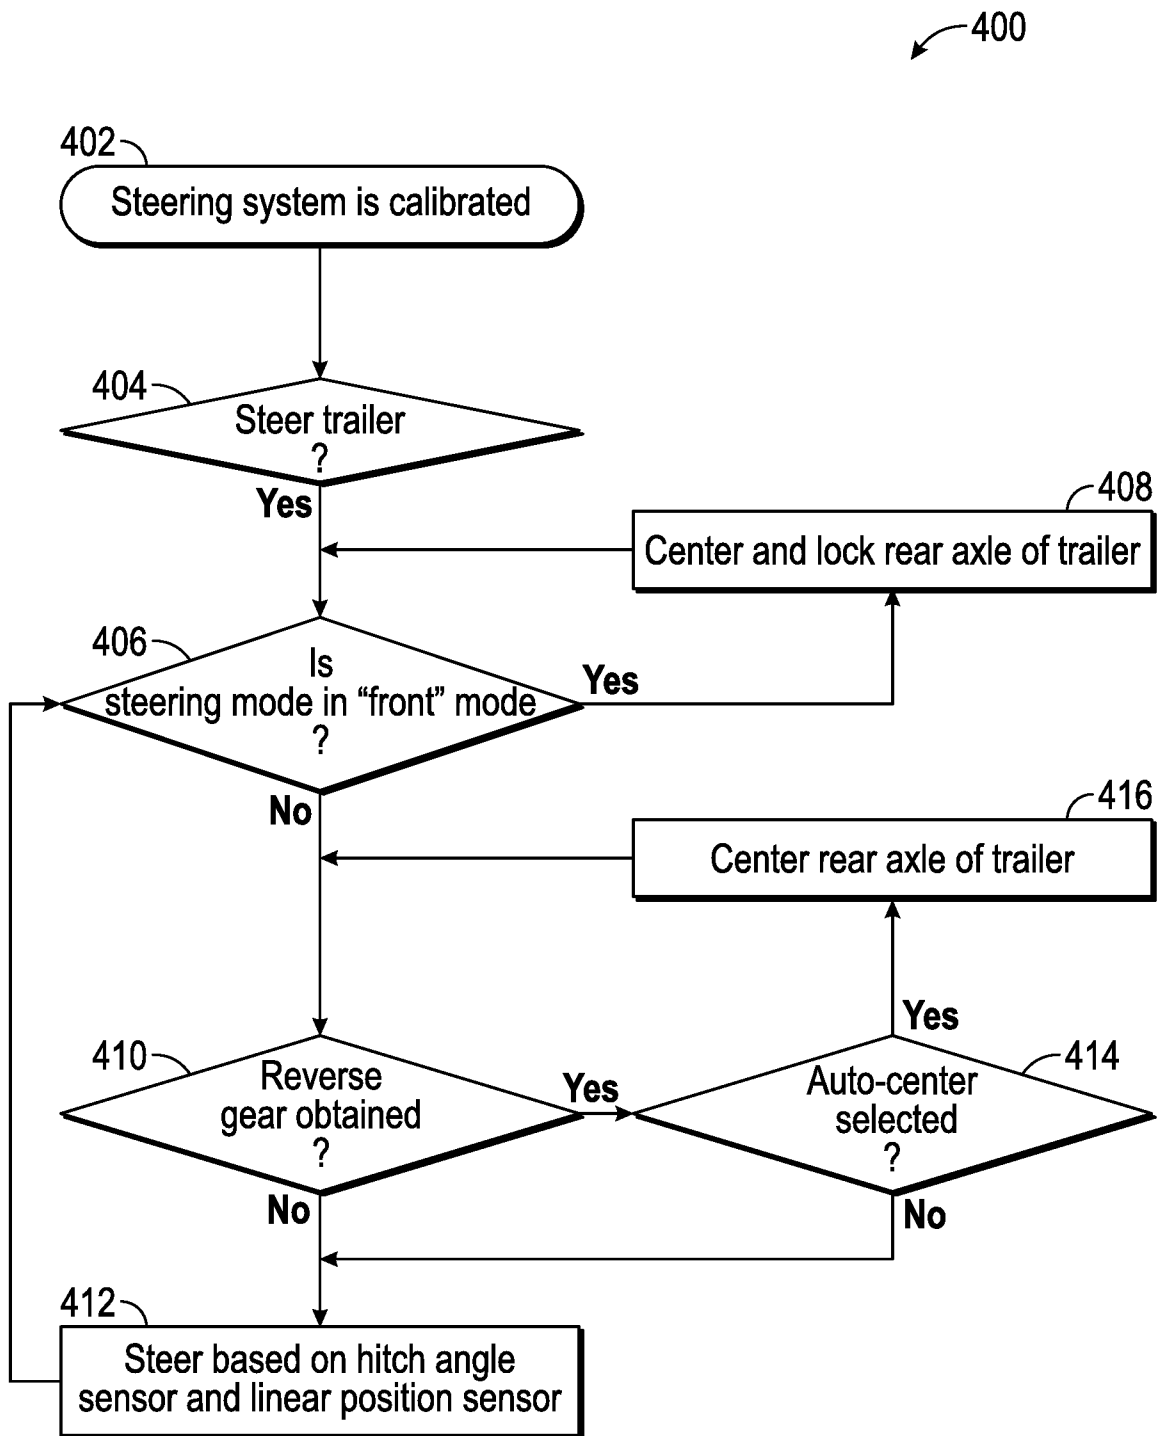 400
402
Steering system is calibrated
404
Steer trailer
?
Yes
408
Center and lock rear axle of trailer
406
Is
steering mode in “front” mode
?
Yes
No
416
Center rear axle of trailer
410
Reverse
gear obtained
?
Yes
No
414
Auto-center
selected
?
Yes
No
412
Steer based on hitch angle
sensor and linear position sensor